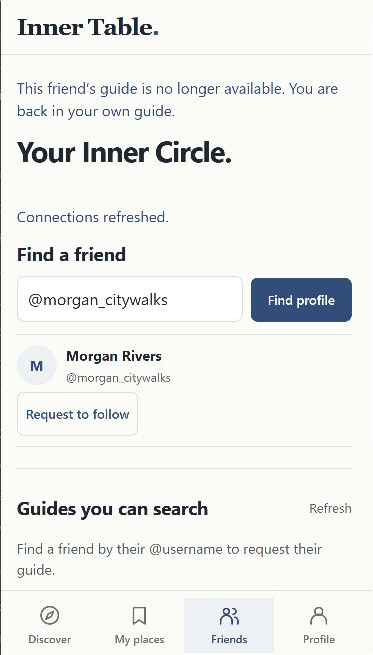 Inner Table.
This friend's guide is no longer available. You are
back in your own guide.
Your Inner Circle.
Connections refreshed.
Find a friend
@morgan_citywalks
Find profile
M
Morgan Rivers
@morgan_citywalks
Request to follow
Guides you can search
Refresh
Find a friend by their @username to request their
guide.
Discover
My places
Friends
Profile